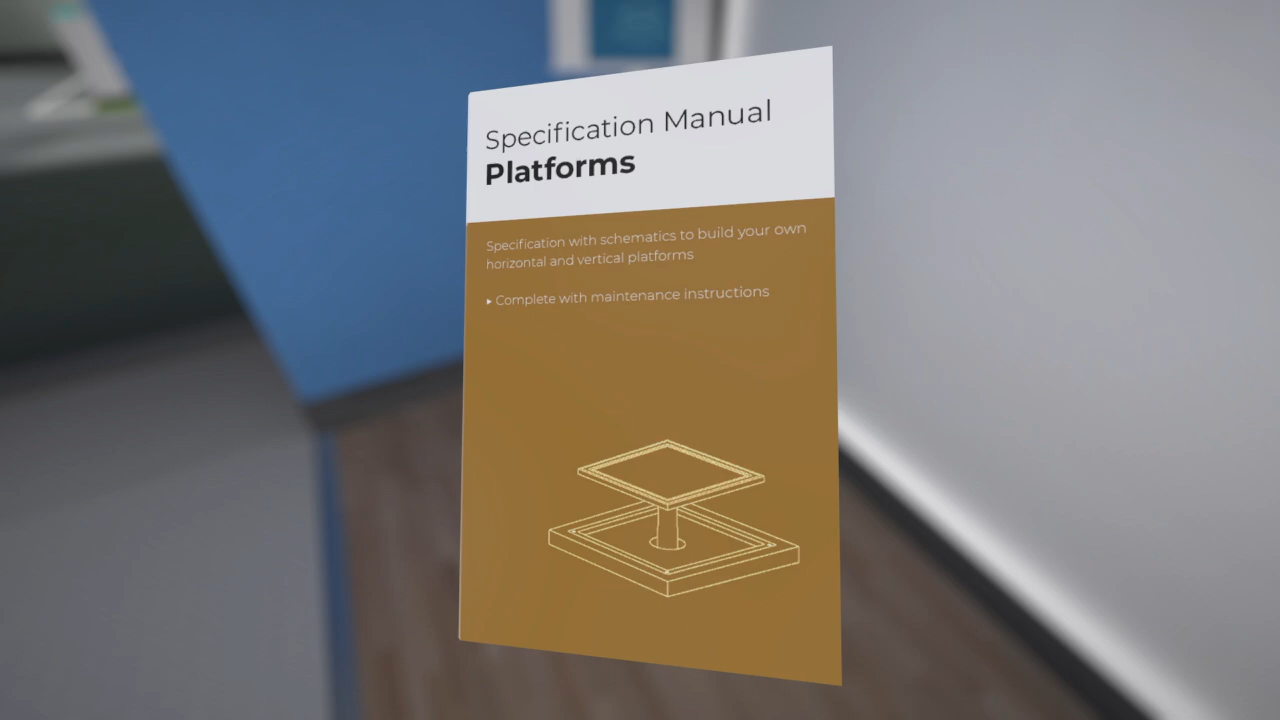 Specification Manual
Platforms
Specification with schematics to build your own
horizontal and vertical platforms
▸ Complete with maintenance instructions